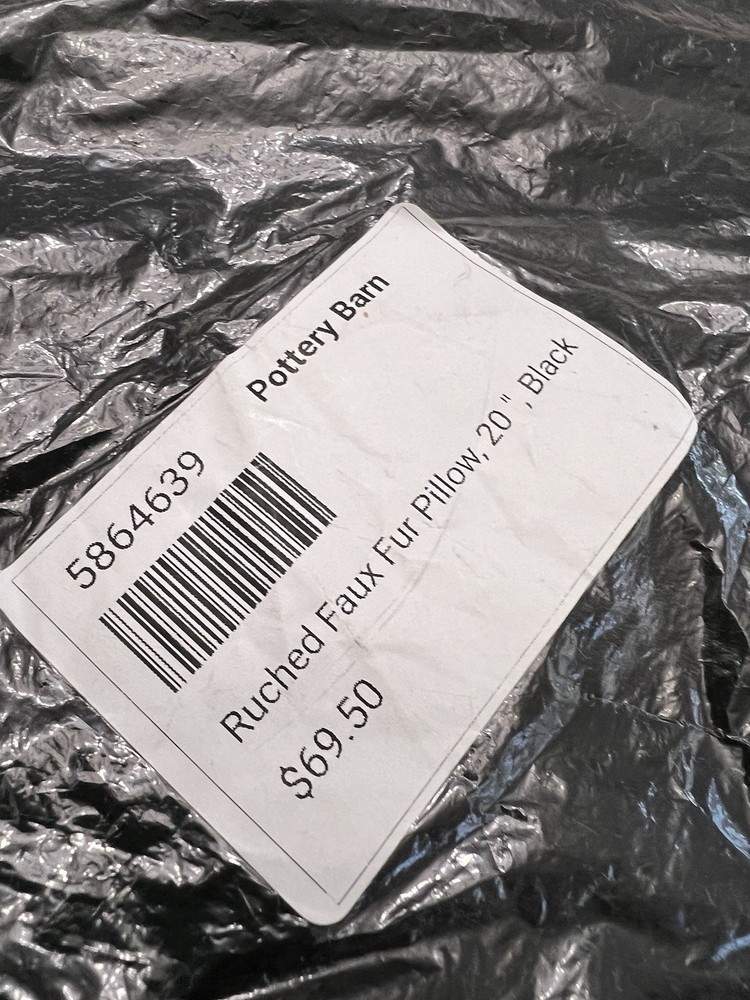 Pottery Barn
5864639
Ruched Faux Fur Pillow, 20" , Black
$69.50